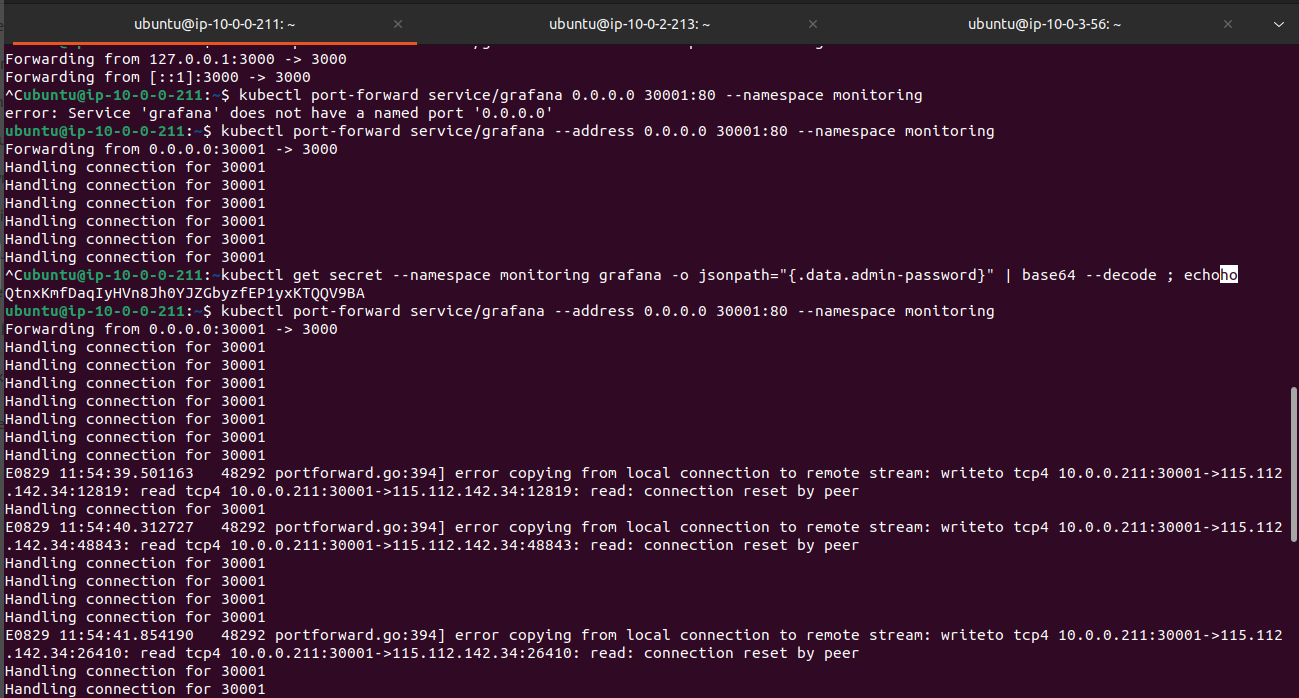 ubuntu@ip-10-0-0-211: ~
ubuntu@ip-10-0-2-213: ~
ubuntu@ip-10-0-3-56: ~
Forwarding from 127.0.0.1:3000 -> 3000
Forwarding from [::1]:3000 -> 3000
^Cubuntu@ip-10-0-0-211:~$ kubectl port-forward service/grafana 0.0.0.0 30001:80 --namespace monitoring
error: Service 'grafana' does not have a named port '0.0.0.0'
ubuntu@ip-10-0-0-211:~$ kubectl port-forward service/grafana --address 0.0.0.0 30001:80 --namespace monitoring
Forwarding from 0.0.0.0:30001 -> 3000
Handling connection for 30001
Handling connection for 30001
Handling connection for 30001
Handling connection for 30001
Handling connection for 30001
Handling connection for 30001
^Cubuntu@ip-10-0-0-211:~kubectl get secret --namespace monitoring grafana -o jsonpath="{.data.admin-password}" | base64 --decode ; echoho
QtnxKmfDaqIyHVn8Jh0YJZGbyzfEP1yxKTQQV9BA
ubuntu@ip-10-0-0-211:~$ kubectl port-forward service/grafana --address 0.0.0.0 30001:80 --namespace monitoring
Forwarding from 0.0.0.0:30001 -> 3000
Handling connection for 30001
Handling connection for 30001
Handling connection for 30001
Handling connection for 30001
Handling connection for 30001
Handling connection for 30001
Handling connection for 30001
E0829 11:54:39.501163   48292 portforward.go:394] error copying from local connection to remote stream: writeto tcp4 10.0.0.211:30001->115.112
.142.34:12819: read tcp4 10.0.0.211:30001->115.112.142.34:12819: read: connection reset by peer
Handling connection for 30001
E0829 11:54:40.312727   48292 portforward.go:394] error copying from local connection to remote stream: writeto tcp4 10.0.0.211:30001->115.112
.142.34:48843: read tcp4 10.0.0.211:30001->115.112.142.34:48843: read: connection reset by peer
Handling connection for 30001
Handling connection for 30001
Handling connection for 30001
Handling connection for 30001
E0829 11:54:41.854190   48292 portforward.go:394] error copying from local connection to remote stream: writeto tcp4 10.0.0.211:30001->115.112
.142.34:26410: read tcp4 10.0.0.211:30001->115.112.142.34:26410: read: connection reset by peer
Handling connection for 30001
Handling connection for 30001